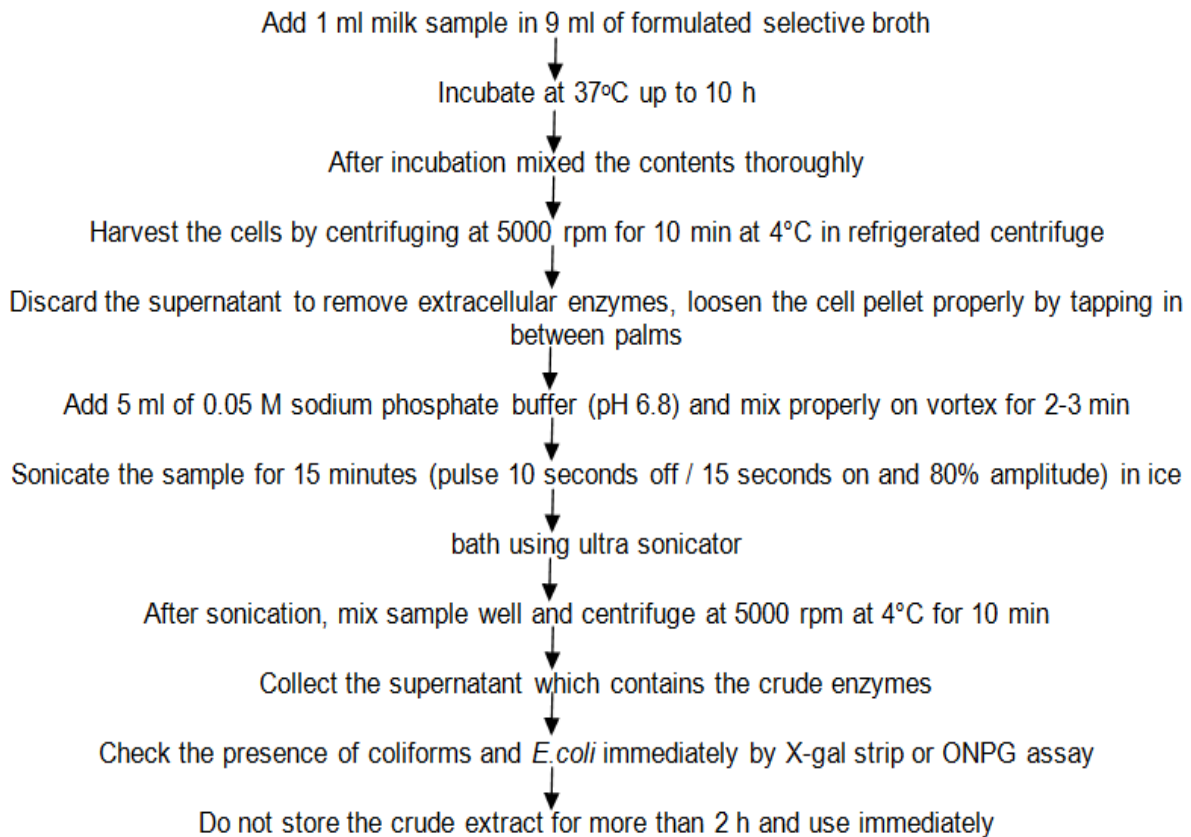 Add 1 ml milk sample in 9 ml of formulated selective broth
Incubate at 37ºC up to 10 h
After incubation mixed the contents thoroughly
Harvest the cells by centrifuging at 5000 rpm for 10 min at 4°C in refrigerated centrifuge
Discard the supernatant to remove extracellular enzymes, loosen the cell pellet properly by tapping in
between palms
Add 5 ml of 0.05 M sodium phosphate buffer (pH 6.8) and mix properly on vortex for 2-3 min
Sonicate the sample for 15 minutes (pulse 10 seconds off / 15 seconds on and 80% amplitude) in ice
bath using ultra sonicator
After sonication, mix sample well and centrifuge at 5000 rpm at 4°C for 10 min
Collect the supernatant which contains the crude enzymes
Check the presence of coliforms and E.coli immediately by X-gal strip or ONPG assay
Do not store the crude extract for more than 2 h and use immediately